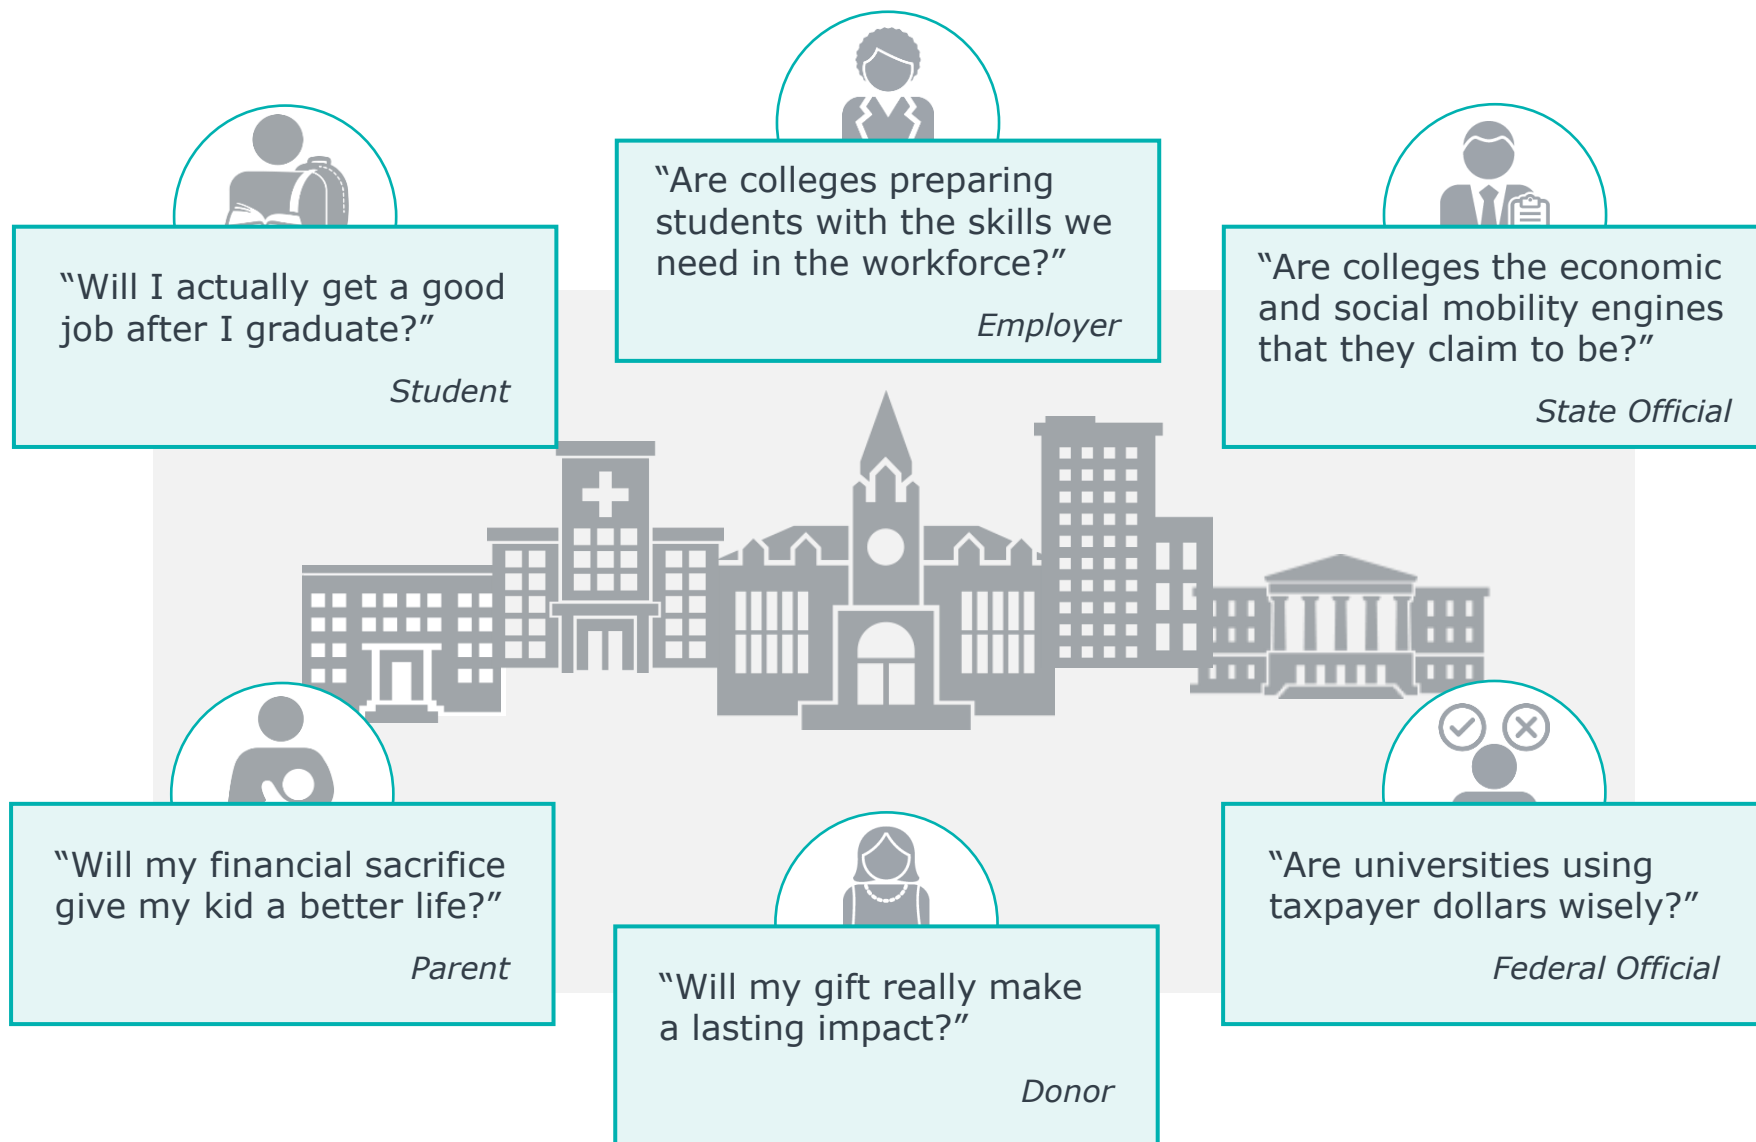 “Are colleges preparing
students with the skills we
need in the workforce?”
Employer
“Will I actually get a good
job after I graduate?”
Student
“Are colleges the economic
and social mobility engines
that they claim to be?”
State Official
“Will my financial sacrifice
give my kid a better life?”
Parent
“Will my gift really make
a lasting impact?”
Donor
“Are universities using
taxpayer dollars wisely?”
Federal Official